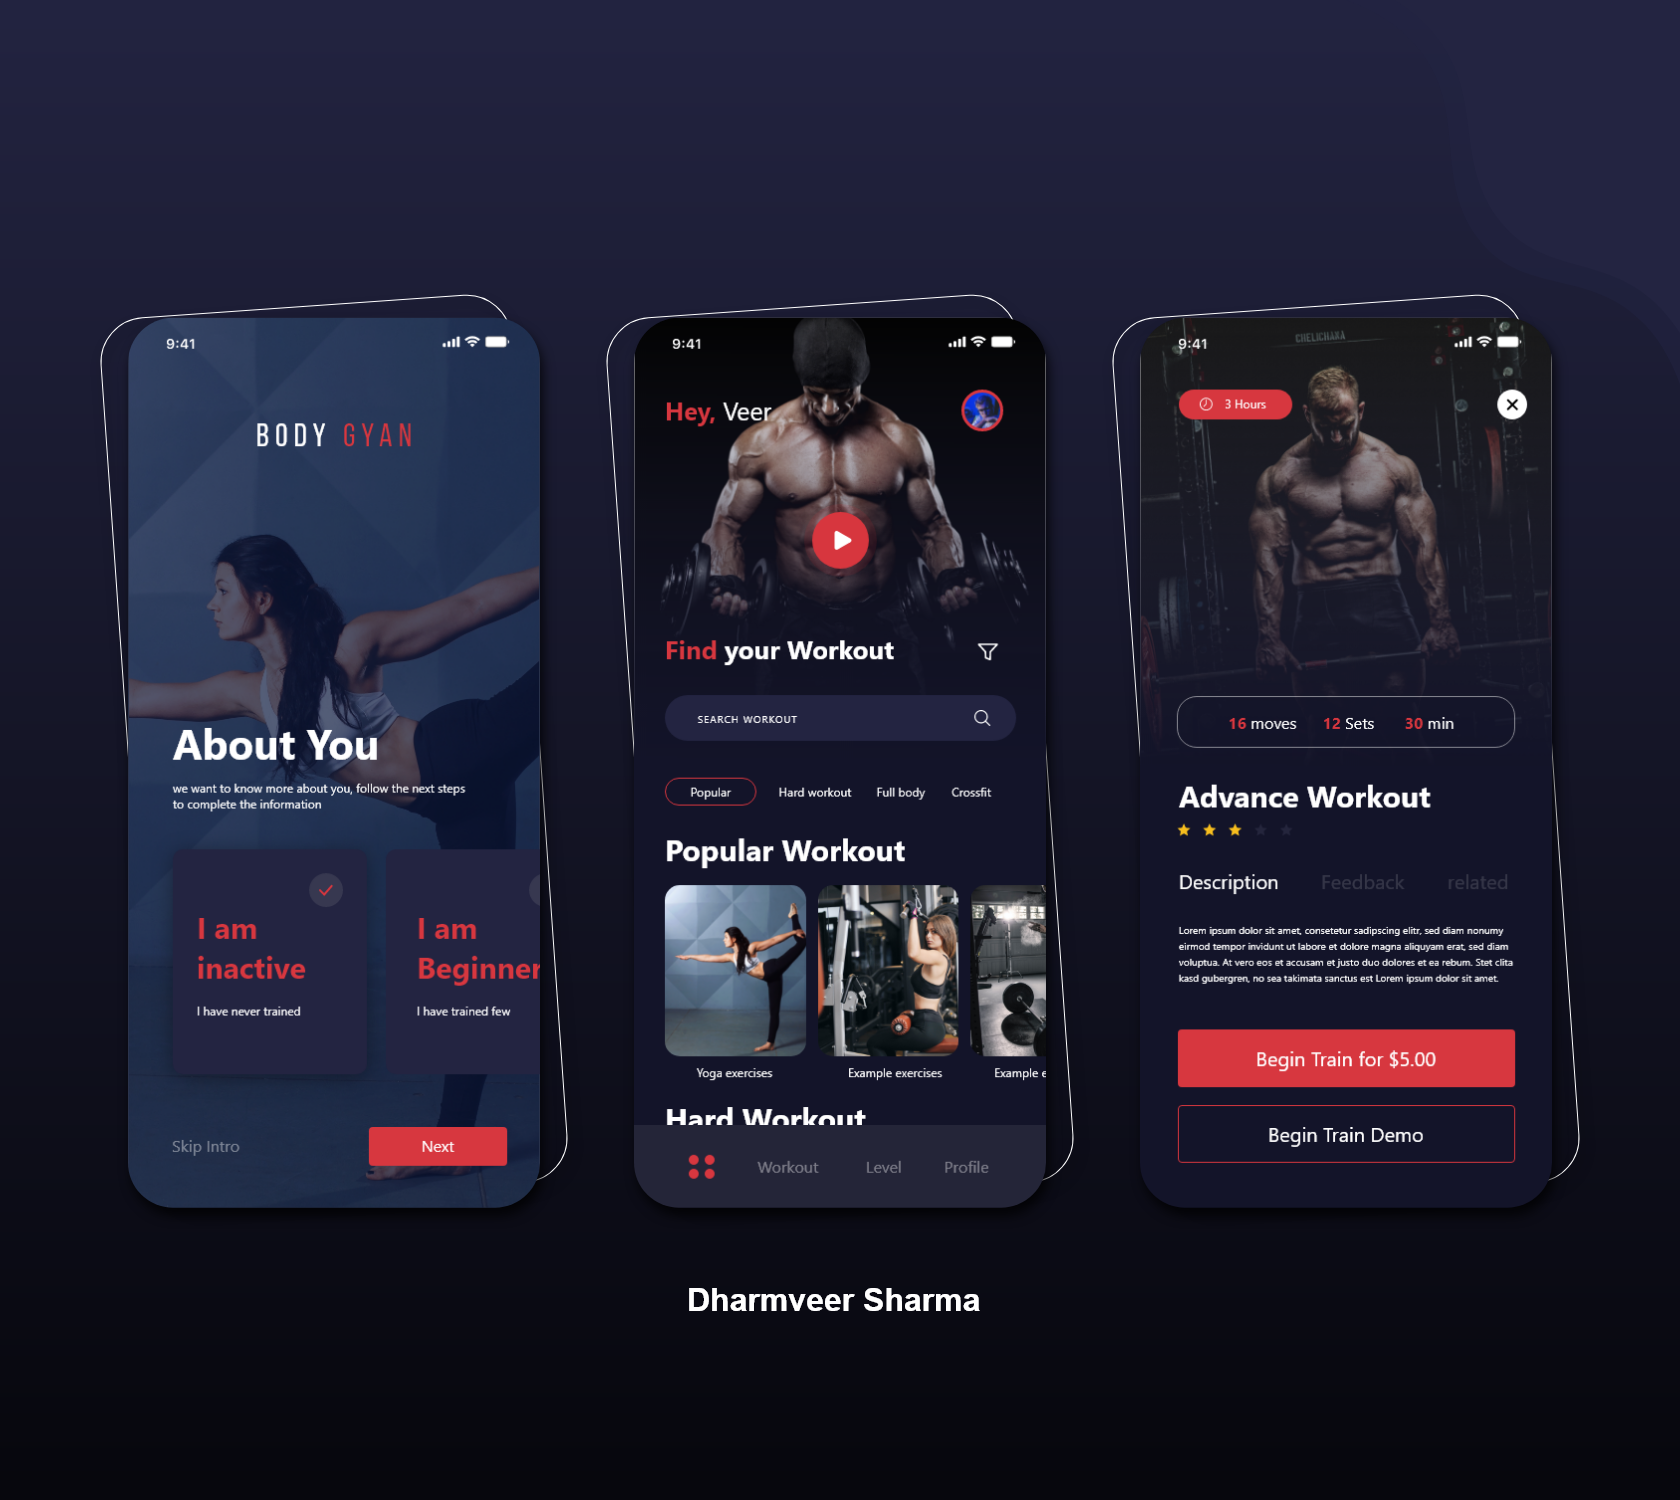 9:41
BODY GYAN
About You
we want to know more about you, follow the next steps
to complete the information
I am
inactive
I have never trained
I am
Beginner
I have trained few
Skip Intro
Next
9:41
Hey, Veer
Find your Workout
SEARCH WORKOUT
Popular
Hard workout
Full body
Crossfit
Popular Workout
Yoga exercises
Example exercises
Example e
Hard Workout
Workout
Level
Profile
CHELICHANA
9:41
3 Hours
16 moves
12 Sets
30 min
Advance Workout
Description
Feedback
related
Lorem ipsum dolor sit amet, consetetur sadipscing elitr, sed diam nonumy
eirmod tempor invidunt ut labore et dolore magna aliquyam erat, sed diam
voluptua. At vero eos et accusam et justo duo dolores et ea rebum. Stet clita
kasd gubergren, no sea takimata sanctus est Lorem ipsum dolor sit amet.
Begin Train for $5.00
Begin Train Demo
Dharmveer Sharma